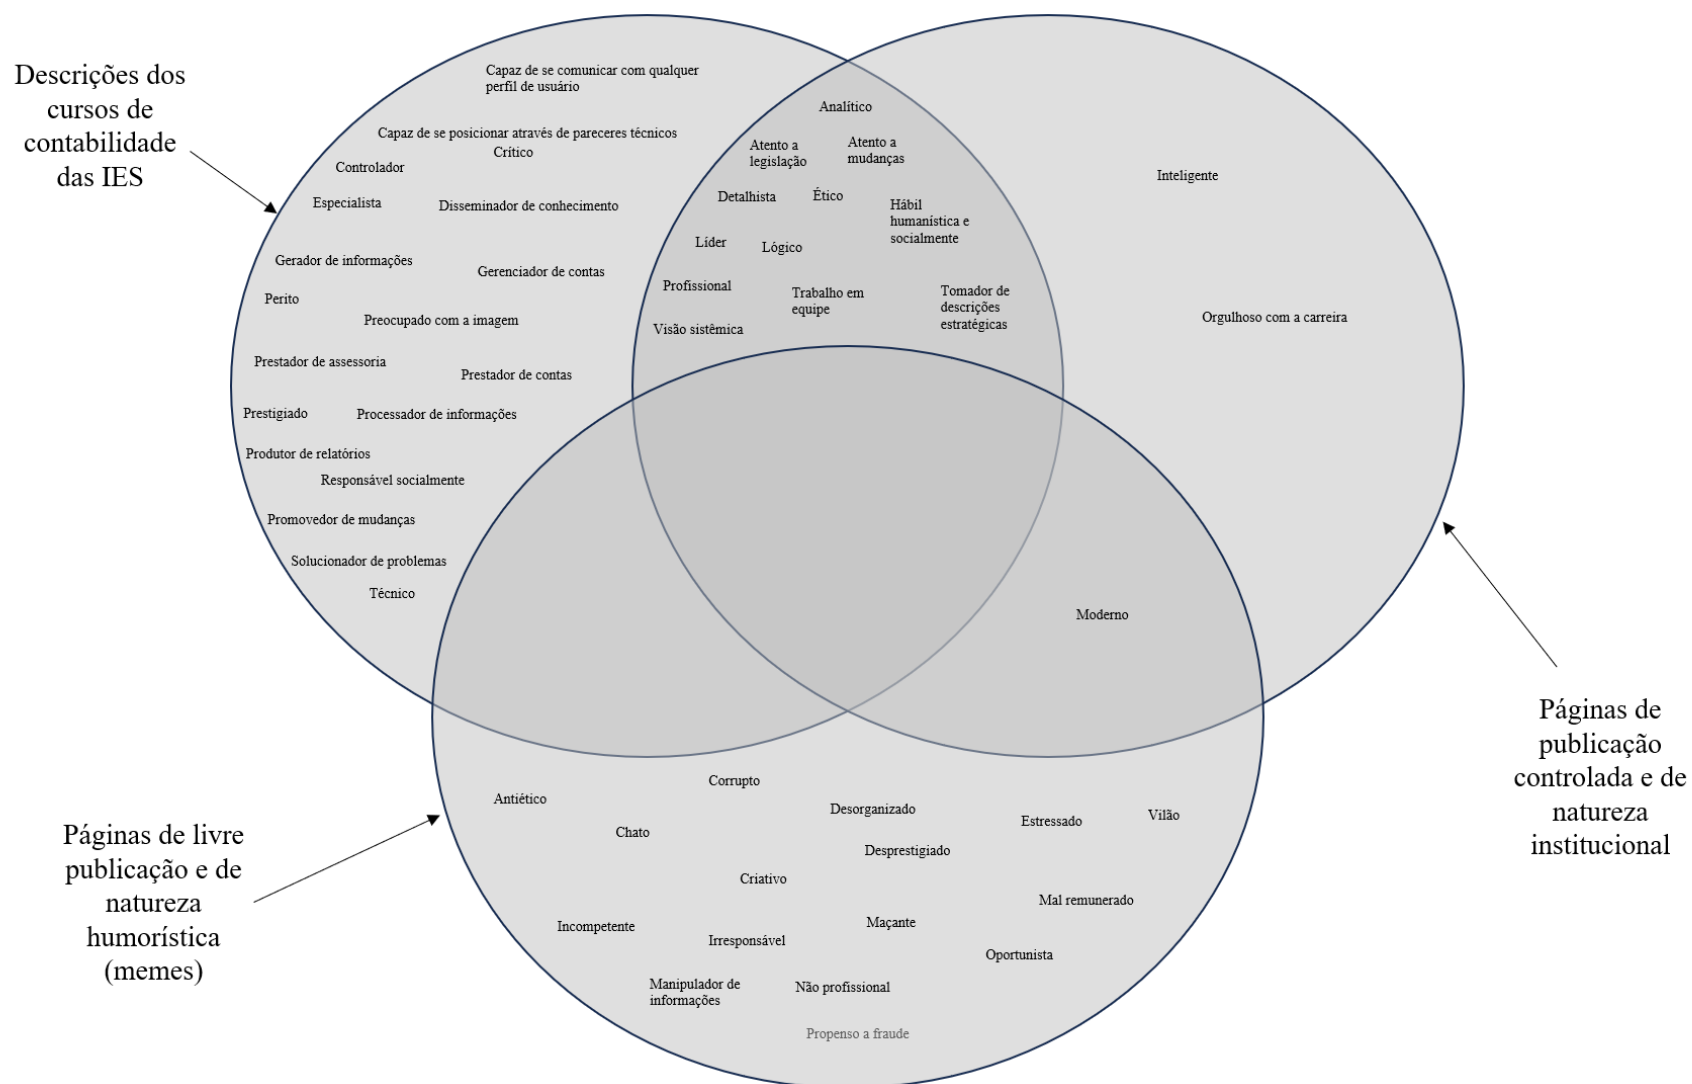 Descrições dos
cursos de
contabilidade
das IES
Capaz de se comunicar com qualquer
perfil de usuário
Capaz de se posicionar através de pareceres técnicos
Crítico
Controlador
Especialista
Disseminador de conhecimento
Gerador de informações
Gerenciador de contas
Perito
Preocupado com a imagem
Prestador de assessoria
Prestador de contas
Prestigiado
Processador de informações
Produtor de relatórios
Responsável socialmente
Promovedor de mudanças
Solucionador de problemas
Técnico
Analítico
Atento a
legislação
Atento a
mudanças
Detalhista
Ético
Hábil
humanística e
socialmente
Líder
Lógico
Profissional
Trabalho em
equipe
Tomador de
descrições
estratégicas
Visão sistêmica
Inteligente
Orgulhoso com a carreira
Moderno
Páginas de
publicação
controlada e de
natureza
institucional
Páginas de livre
publicação e de
natureza
humorística
(memes)
Corrupto
Antiético
Desorganizado
Vilão
Estressado
Chato
Desprestigiado
Criativo
Mal remunerado
Maçante
Incompetente
Irresponsável
Oportunista
Manipulador de
informações
Não profissional
Propenso a fraude